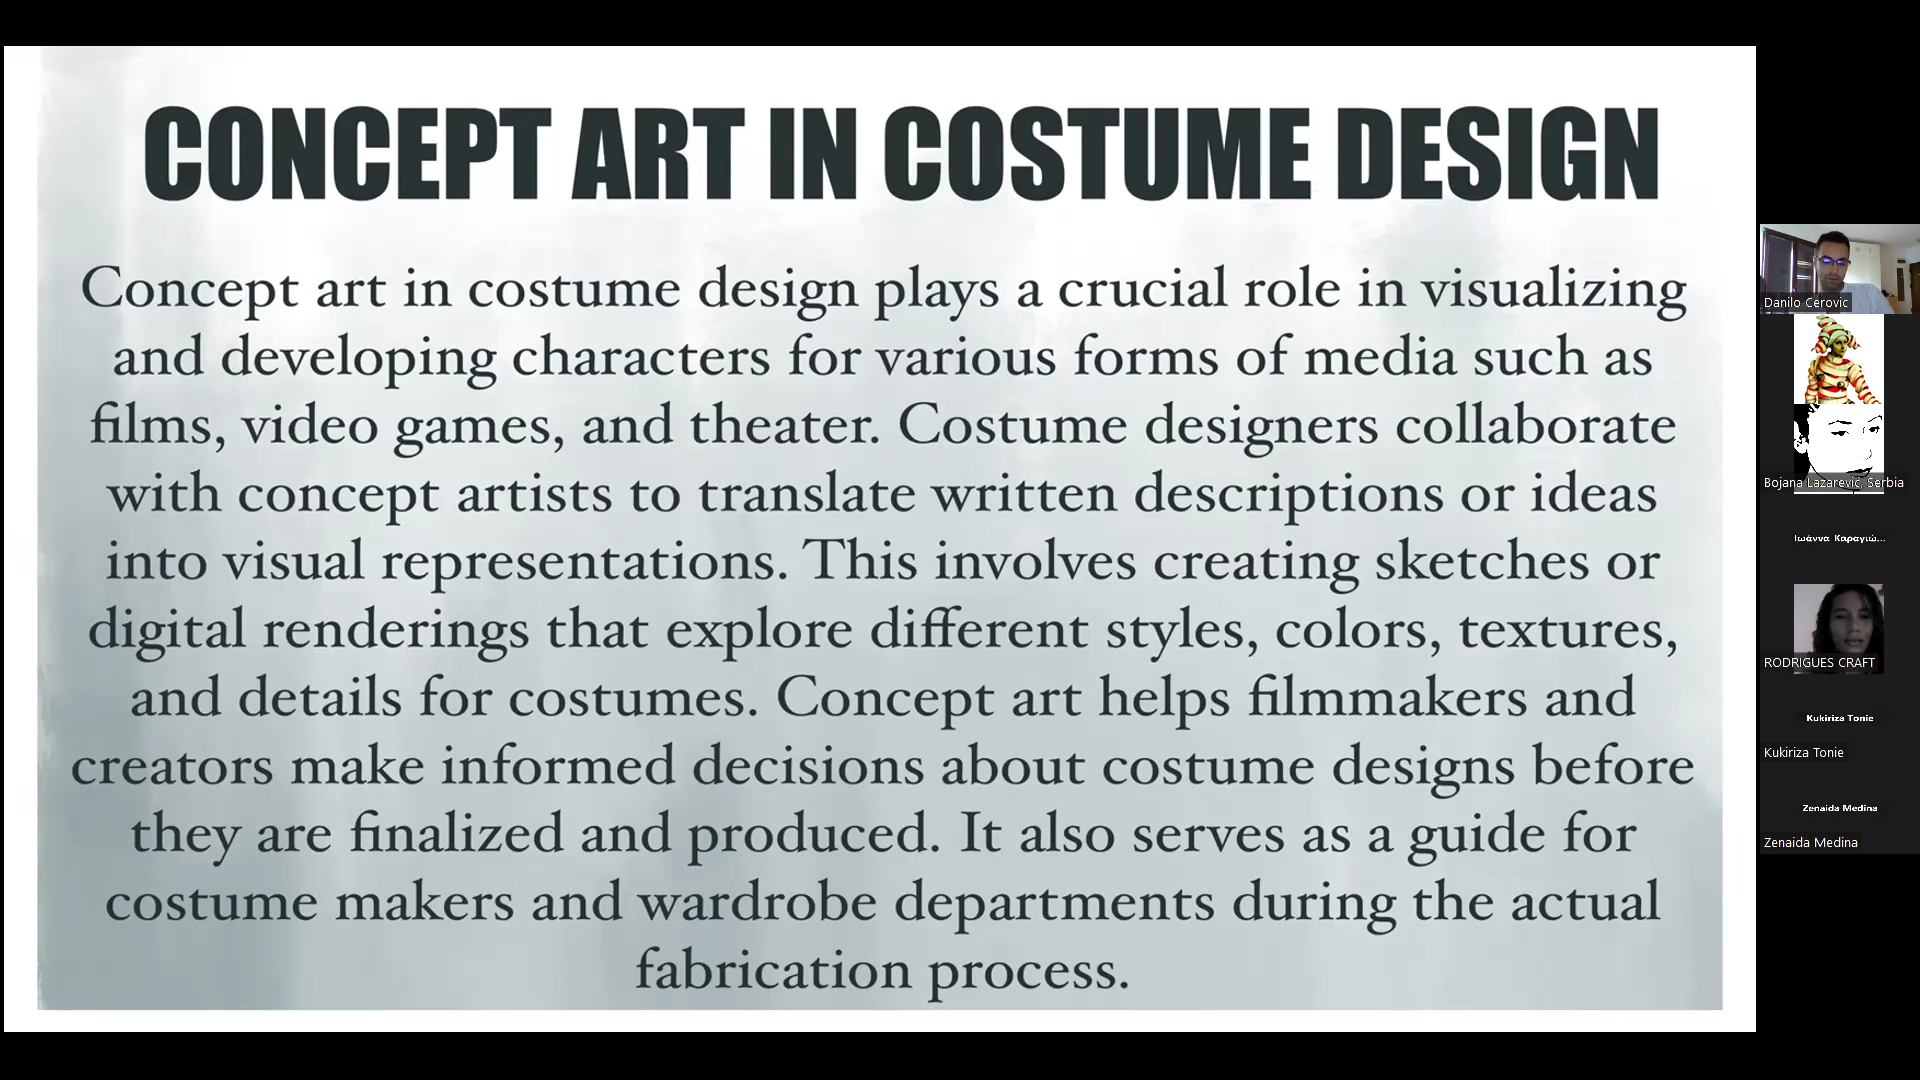 CONCEPT ART IN COSTUME DESIGN
Concept art in costume design plays a crucial role in visualizing
and developing characters for various forms of media such as
films, video games, and theater. Costume designers collaborate
with concept artists to translate written descriptions or ideas
into visual representations. This involves creating sketches or
digital renderings that explore different styles, colors, textures,
and details for costumes. Concept art helps filmmakers and
creators make informed decisions about costume designs before
they are finalized and produced. It also serves as a guide for
costume makers and wardrobe departments during the actual
fabrication process.
Danilo Cerovic
Bojana Lazarević, Serbia
Ιωάννα Καραγιώ...
RODRIGUES CRAFT
Kukiriza Tonie
Kukiriza Tonie
Zenaida Medina
Zenaida Medina